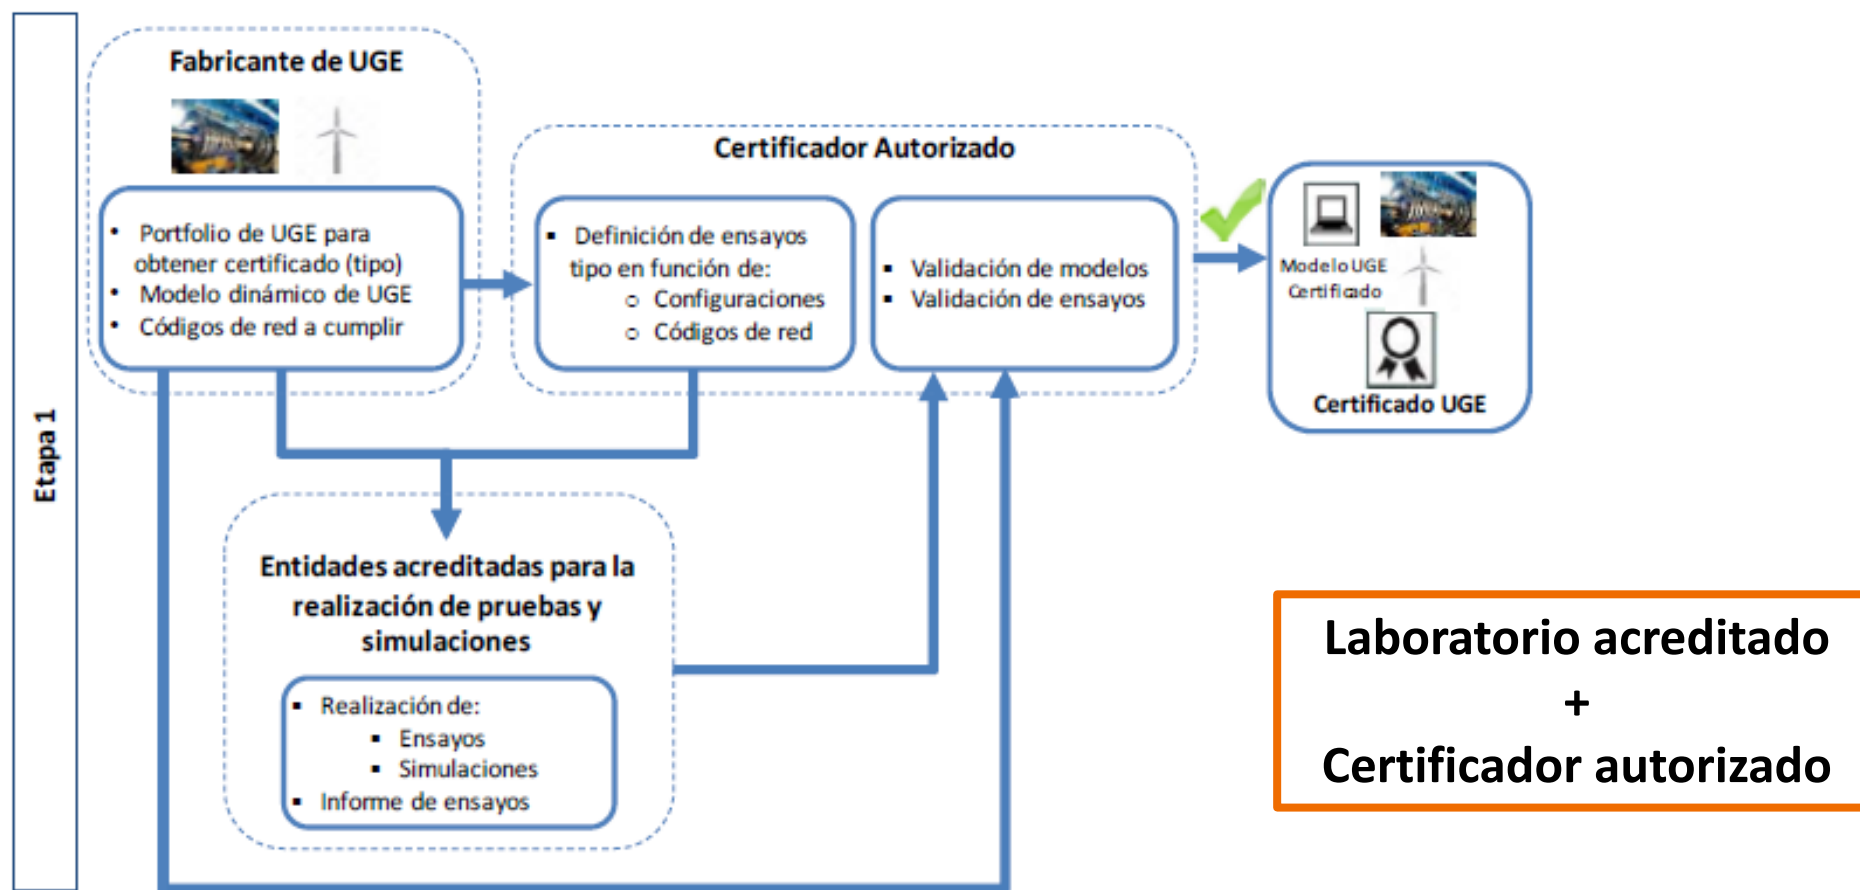 Etapa 1
Fabricante de UGE
• Portfolio de UGE para
obtener certificado (tipo)
• Modelo dinámico de UGE
• Códigos de red a cumplir
Certificador Autorizado
▪ Definición de ensayos
tipo en función de:
o Configuraciones
o Códigos de red
▪ Validación de modelos
▪ Validación de ensayos
Modelo UGE
Certificado
Certificado UGE
Entidades acreditadas para la
realización de pruebas y
simulaciones
▪ Realización de:
▪ Ensayos
▪ Simulaciones
▪ Informe de ensayos
Laboratorio acreditado
+
Certificador autorizado